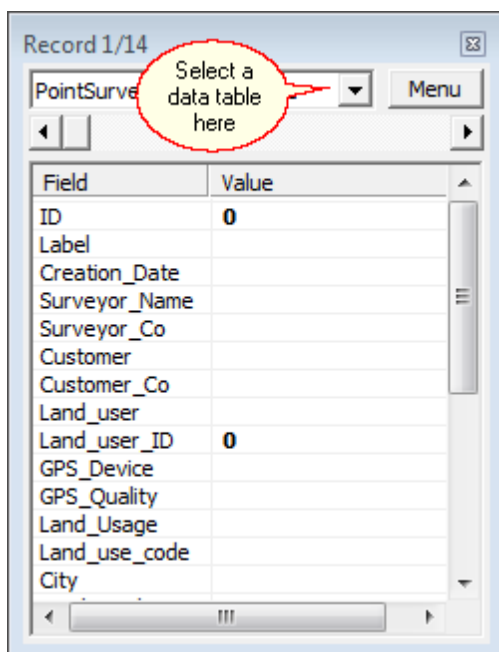 Record 1/14
PointSurve
Select a
data table
here
Menu
Field Value
ID 0
Label
Creation_Date
Surveyor_Name
Surveyor_Co
Customer
Customer_Co
Land_user
Land_user_ID 0
GPS_Device
GPS_Quality
Land_Usage
Land_use_code
City